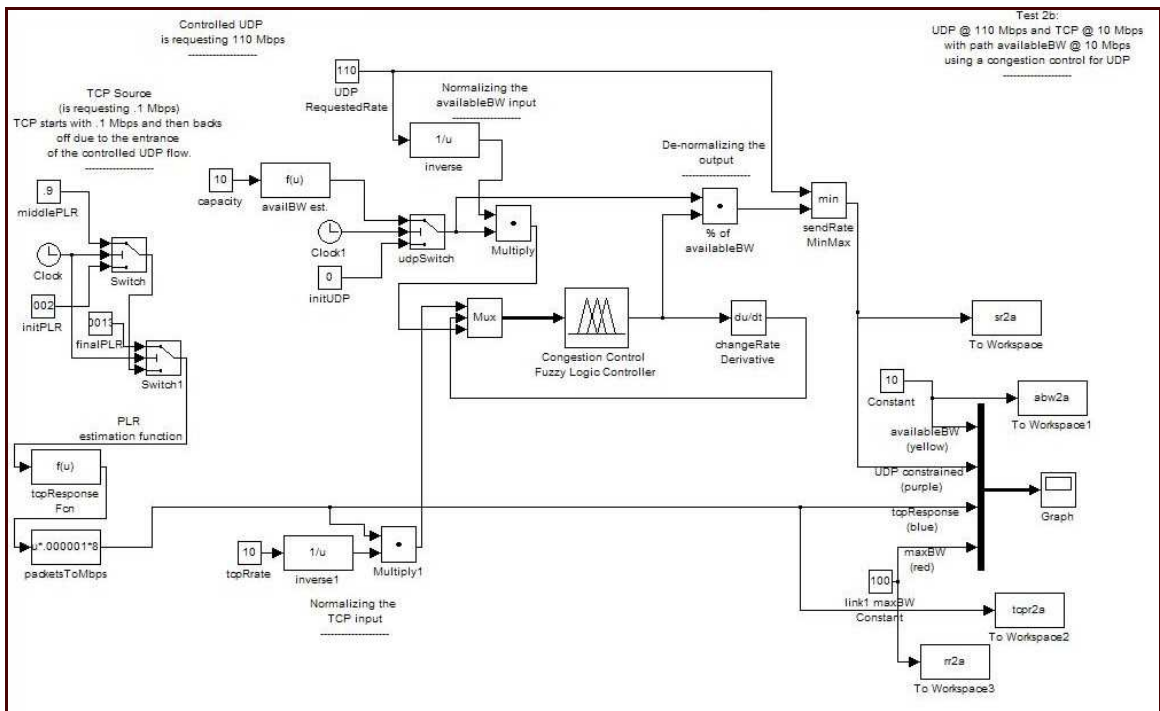 Controlled UDP
is requesting 110 Mbps
--------------------
Test 2b:
UDP @ 110 Mbps and TCP @ 10 Mbps
with path availableBW @ 10 Mbps
using a congestion control for UDP
--------------------
TCP Source
(is requesting .1 Mbps)
TCP starts with .1 Mbps and then backs
off due to the entrance
of the controlled UDP flow.
--------------------
110
UDP
RequestedRate
Normalizing the
availableBW input
--------------------
1/u
inverse
De-normalizing the
output
--------------------
10
capacity
f(u)
availBW est.
Clock1
0
initUDP
udpSwitch
Multiply
% of
availableBW
min
sendRate
MinMax
.9
middlePLR
Clock
Switch
002
initPLR
0013
finalPLR
Switch1
Mux
Congestion Control
Fuzzy Logic Controller
du/dt
changeRate
Derivative
sr2a
To Workspace
10
Constant
abw2a
To Workspace1
availableBW
(yellow)
UDP constrained
(purple)
tcpResponse
(blue)
maxBW
(red)
Graph
PLR
estimation function
f(u)
tcpResponse
Fcn
u*.000001*8
packetsToMbps
10
tcpRrate
1/u
inverse1
Multiply1
Normalizing the
TCP input
--------------------
100
link1 maxBW
Constant
tcpr2a
To Workspace2
rr2a
To Workspace3